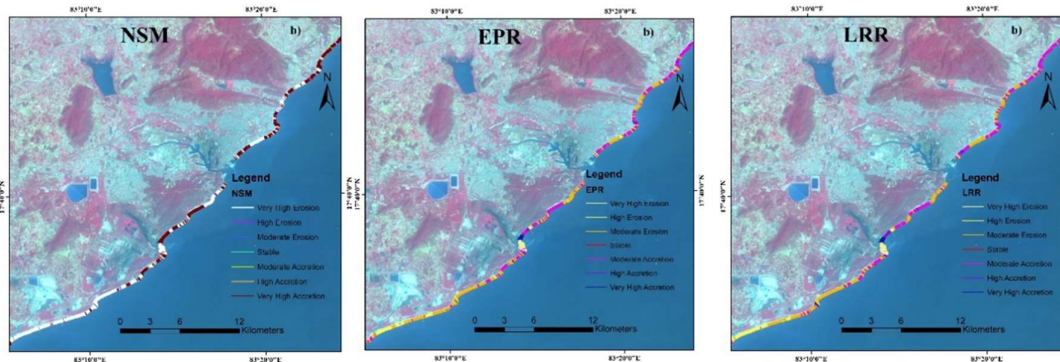 83°10'0"E 83°20'0"E
NSM
b)
N
17°40'0"N
Legend
NSM
Very High Erosion
High Erosion
Moderate Erosion
Stable
Moderate Accretion
High Accretion
Very High Accretion
0 3 6 12
Kilometers
83°10'0"E 83°20'0"E
83°10'0"E 83°20'0"E
EPR
b)
N
17°40'0"N
Legend
EPR
Very High Erosion
High Erosion
Moderate Erosion
Stable
Moderate Accretion
High Accretion
Very High Accretion
0 3 6 12
Kilometers
83°10'0"E 83°20'0"E
83°10'0"E 83°20'0"E
LRR
b)
N
17°40'0"N
Legend
LRR
Very High Erosion
High Erosion
Moderate Erosion
Stable
Moderate Accretion
High Accretion
Very High Accretion
0 3 6 12
Kilometers
83°10'0"E 83°20'0"E